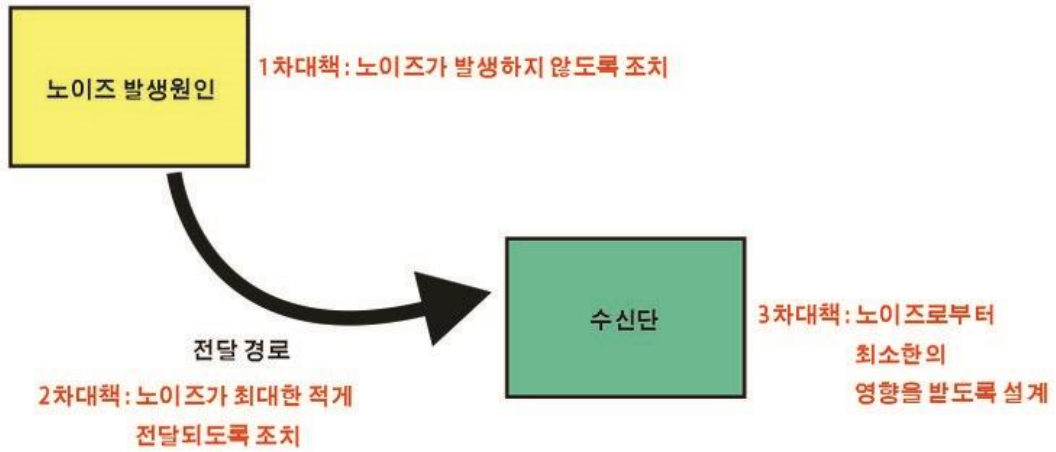 노이즈 발생원인
1차대책 : 노이즈가 발생하지 않도록 조치
수신단
3차대책 : 노이즈로부터
최소한의
영향을 받도록 설계
전달 경로
2차대책 : 노이즈가 최대한 적게
전달되도록 조치